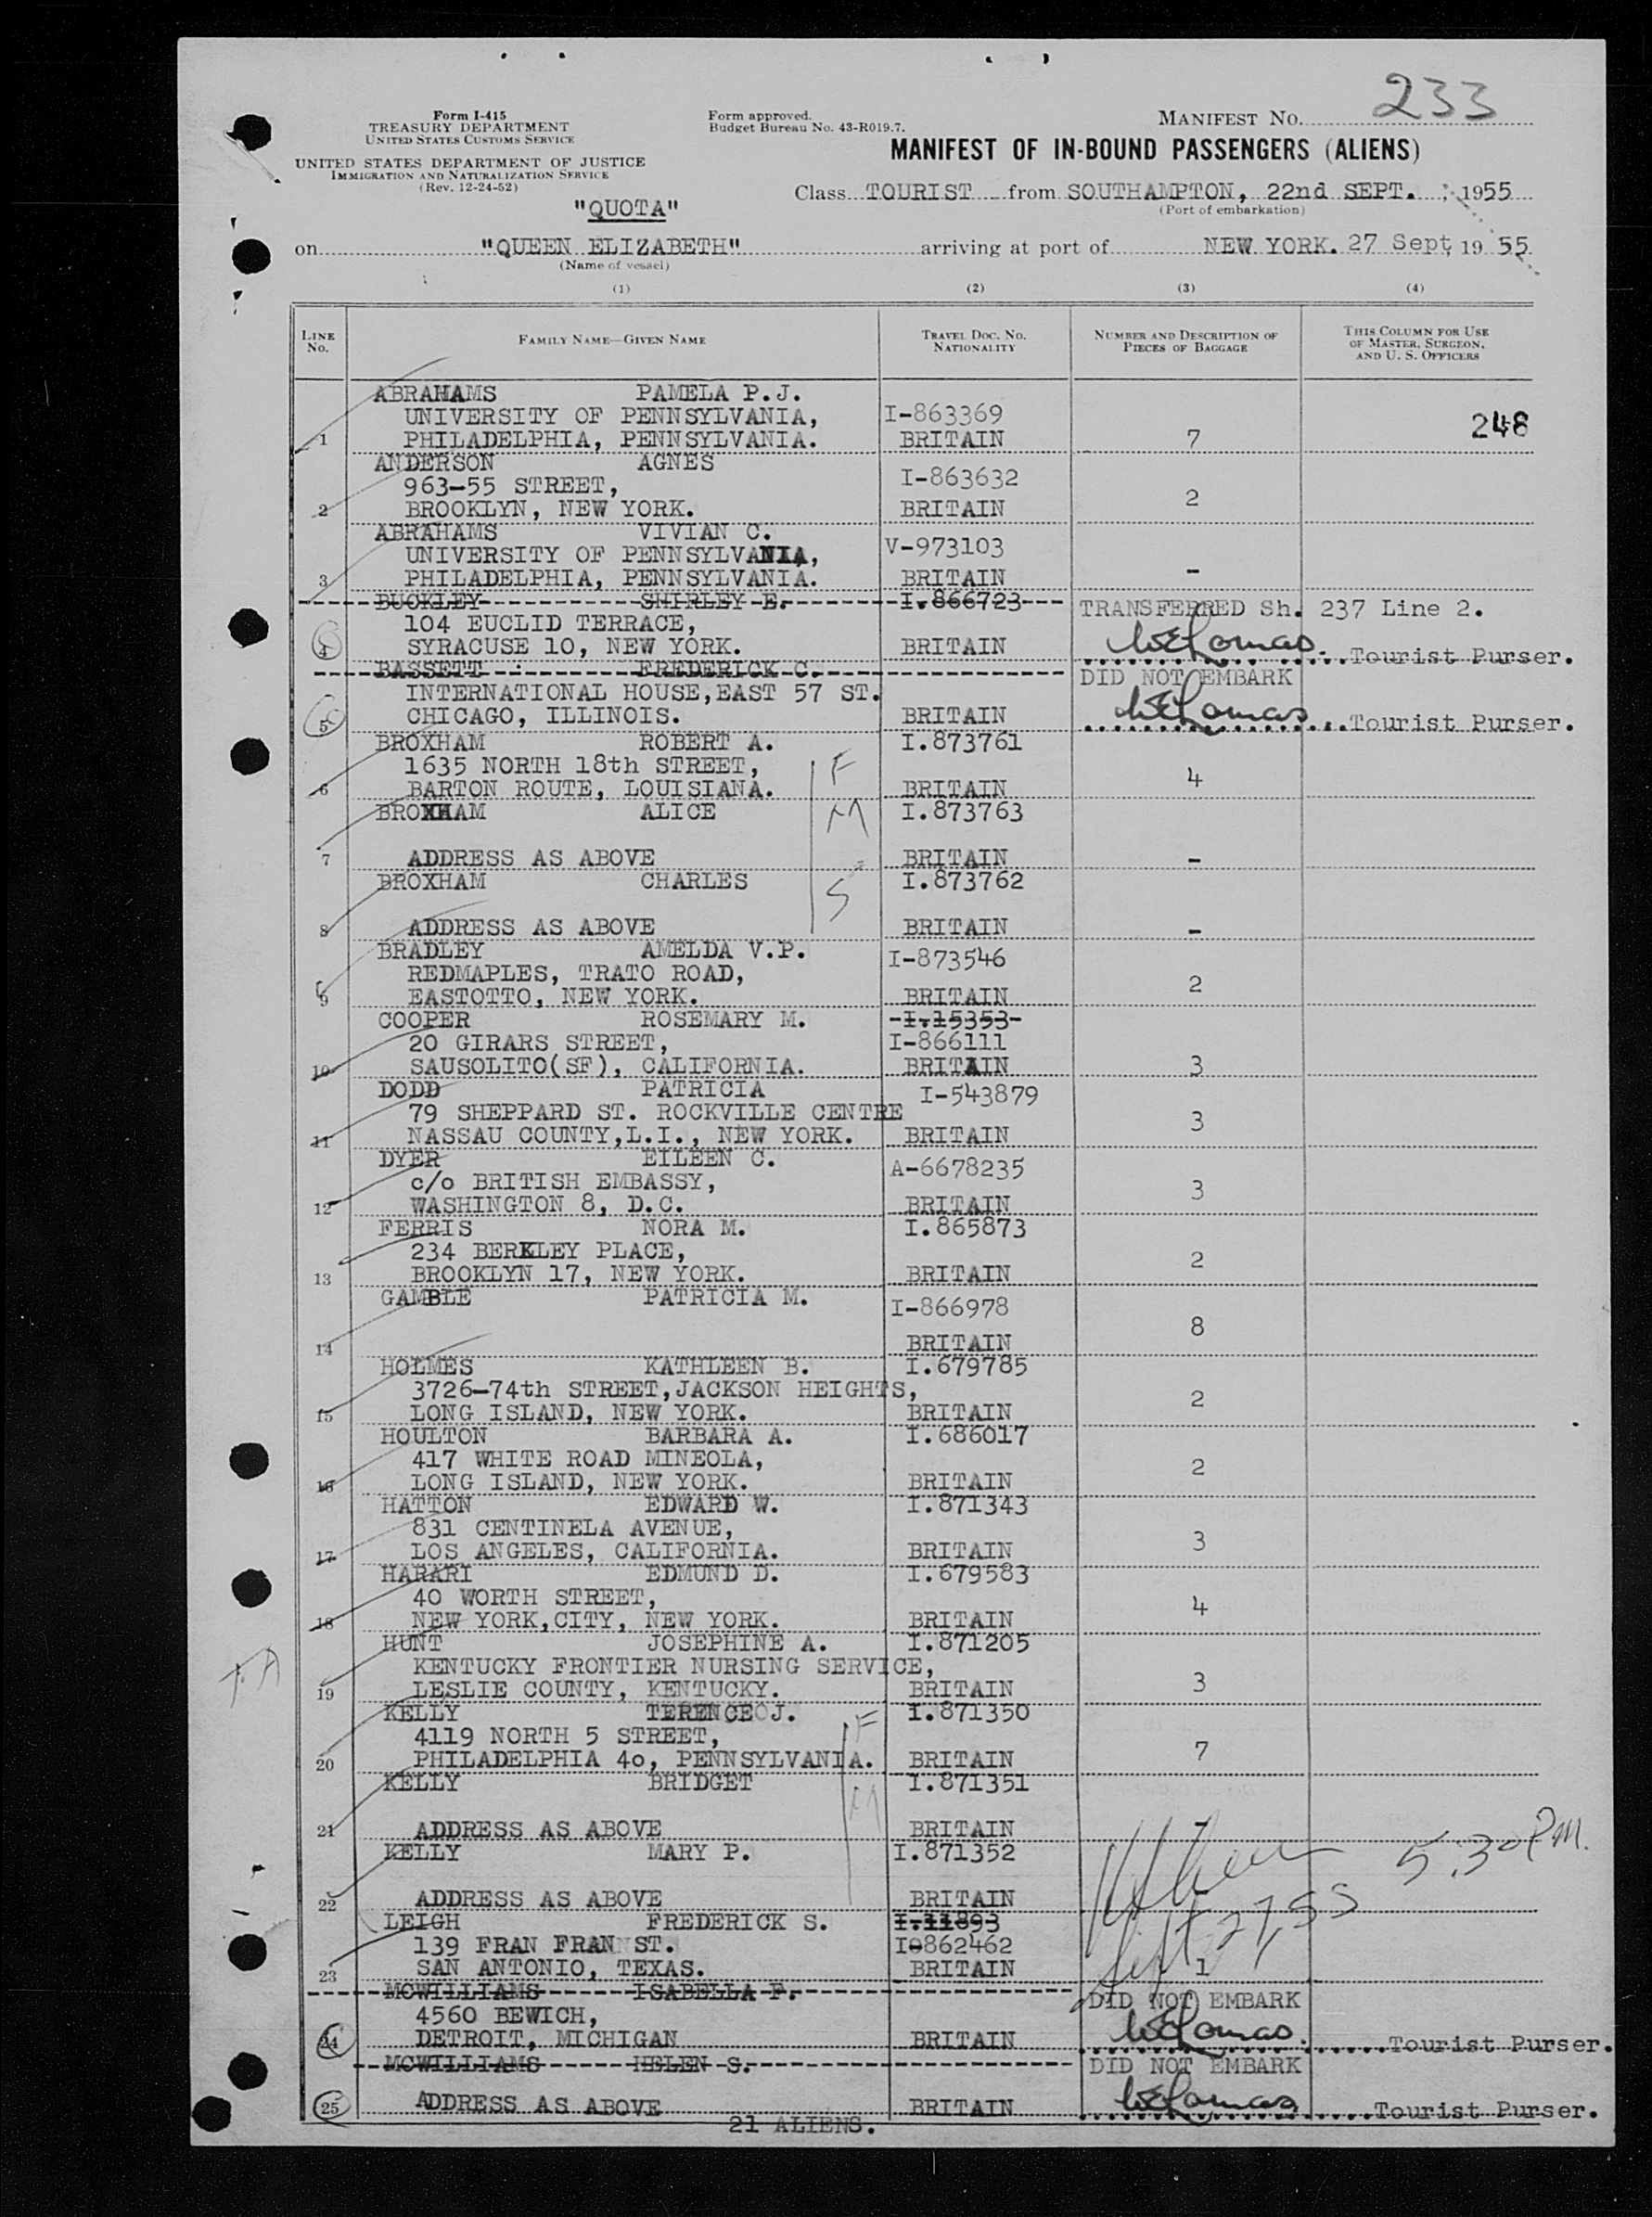 233
Form I-415
TREASURY DEPARTMENT
UNITED STATES CUSTOMS SERVICE
UNITED STATES DEPARTMENT OF JUSTICE
IMMIGRATION AND NATURALIZATION SERVICE
(Rev. 12-24-52)
Form approved.
Budget Bureau No. 43-R019.7.
MANIFEST NO.
MANIFEST OF IN-BOUND PASSENGERS (ALIENS)
Class TOURIST from SOUTHAMPTON, 22nd SEPT. , 1955
(Port of embarkation)
"QUOTA"
on "QUEEN ELIZABETH" arriving at port of NEW YORK. 27 Sept, 19 55
(Name of vessel)
(1) (2) (3) (4)
LINE NO. FAMILY NAME—GIVEN NAME TRAVEL DOC. NO. NATIONALITY NUMBER AND DESCRIPTION OF PIECES OF BAGGAGE THIS COLUMN FOR USE OF MASTER, SURGEON, AND U. S. OFFICERS
ABRAHAMS PAMELA P.J.
UNIVERSITY OF PENNSYLVANIA, I-863369 248
1 PHILADELPHIA, PENNSYLVANIA. BRITAIN 7
ANDERSON AGNES
963-55 STREET, I-863632
2 BROOKLYN, NEW YORK. BRITAIN 2
ABRAHAMS VIVIAN C.
UNIVERSITY OF PENNSYLVANIA, V-973103
3 PHILADELPHIA, PENNSYLVANIA. BRITAIN -
BUCKLEY SHIRLEY E. I.866723 TRANSFERRED Sh. 237 Line 2.
104 EUCLID TERRACE,
4 SYRACUSE 10, NEW YORK. BRITAIN Tourist Purser.
BASSETT FREDERICK C. DID NOT EMBARK
INTERNATIONAL HOUSE,EAST 57 ST.
5 CHICAGO, ILLINOIS. BRITAIN Tourist Purser.
BROXHAM ROBERT A. I.873761
1635 NORTH 18th STREET, F
6 BARTON ROUTE, LOUISIANA. BRITAIN 4
BROXHAM ALICE M I.873763
7 ADDRESS AS ABOVE BRITAIN -
BROXHAM CHARLES S I.873762
8 ADDRESS AS ABOVE BRITAIN -
BRADLEY AMELDA V.P. I-873546
REDMAPLES, TRATO ROAD,
9 EASTOTTO, NEW YORK. BRITAIN 2
COOPER ROSEMARY M. I.15353
20 GIRARS STREET, I-866111
10 SAUSOLITO(SF), CALIFORNIA. BRITAIN 3
DODD PATRICIA I-543879
79 SHEPPARD ST. ROCKVILLE CENTRE
11 NASSAU COUNTY,L.I., NEW YORK. BRITAIN 3
DYER EILEEN C. A-6678235
c/o BRITISH EMBASSY,
12 WASHINGTON 8, D.C. BRITAIN 3
FERRIS NORA M. I.865873
234 BERKLEY PLACE,
13 BROOKLYN 17, NEW YORK. BRITAIN 2
GAMBLE PATRICIA M. I-866978
14 BRITAIN 8
HOLMES KATHLEEN B. I.679785
3726-74th STREET,JACKSON HEIGHTS,
15 LONG ISLAND, NEW YORK. BRITAIN 2
HOULTON BARBARA A. I.686017
417 WHITE ROAD MINEOLA,
16 LONG ISLAND, NEW YORK. BRITAIN 2
HATTON EDWARD W. I.871343
831 CENTINELA AVENUE,
17 LOS ANGELES, CALIFORNIA. BRITAIN 3
HARARI EDMUND D. I.679583
40 WORTH STREET,
18 NEW YORK,CITY, NEW YORK. BRITAIN 4
HUNT JOSEPHINE A. I.871205
KENTUCKY FRONTIER NURSING SERVICE,
19 LESLIE COUNTY, KENTUCKY. BRITAIN 3
KELLY TERENCE J. F I.871350
4119 NORTH 5 STREET,
20 PHILADELPHIA 40, PENNSYLVANIA. BRITAIN 7
KELLY BRIDGET M I.871351
21 ADDRESS AS ABOVE BRITAIN -
5.30 P.M.
KELLY MARY P. I.871352
22 ADDRESS AS ABOVE BRITAIN
LEIGH FREDERICK S. I.11893
139 FRAN FRAN ST. I0862462
23 SAN ANTONIO, TEXAS. BRITAIN 1
Sept 27, 55
MCWILLIAMS ISABELLA F. DID NOT EMBARK
4560 BEWICH,
24 DETROIT, MICHIGAN BRITAIN Tourist Purser.
MCWILLIAMS HELEN S. DID NOT EMBARK
25 ADDRESS AS ABOVE BRITAIN Tourist Purser.
21 ALIENS.